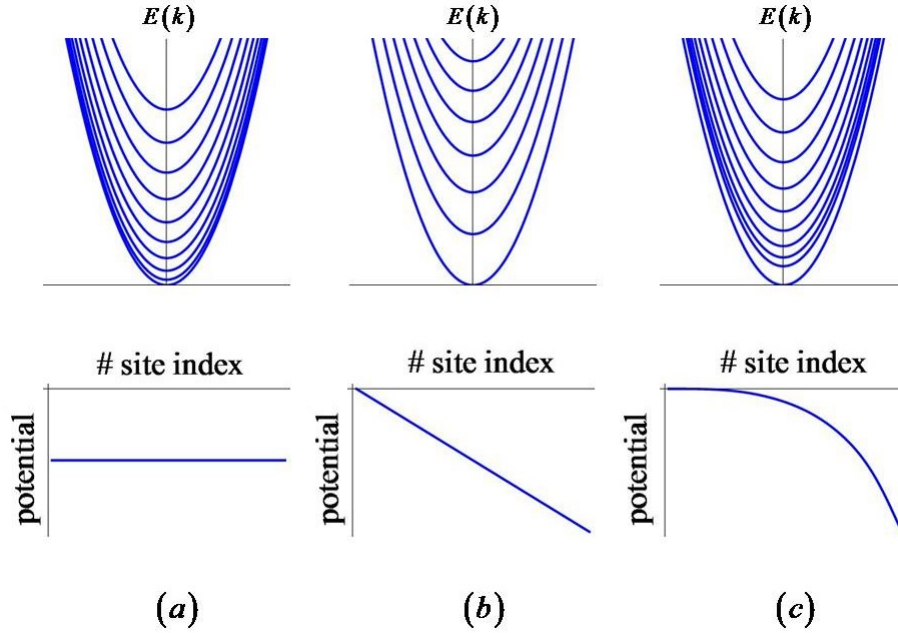 E(k) E(k) E(k)
# site index # site index # site index
potential potential potential
(a) (b) (c)